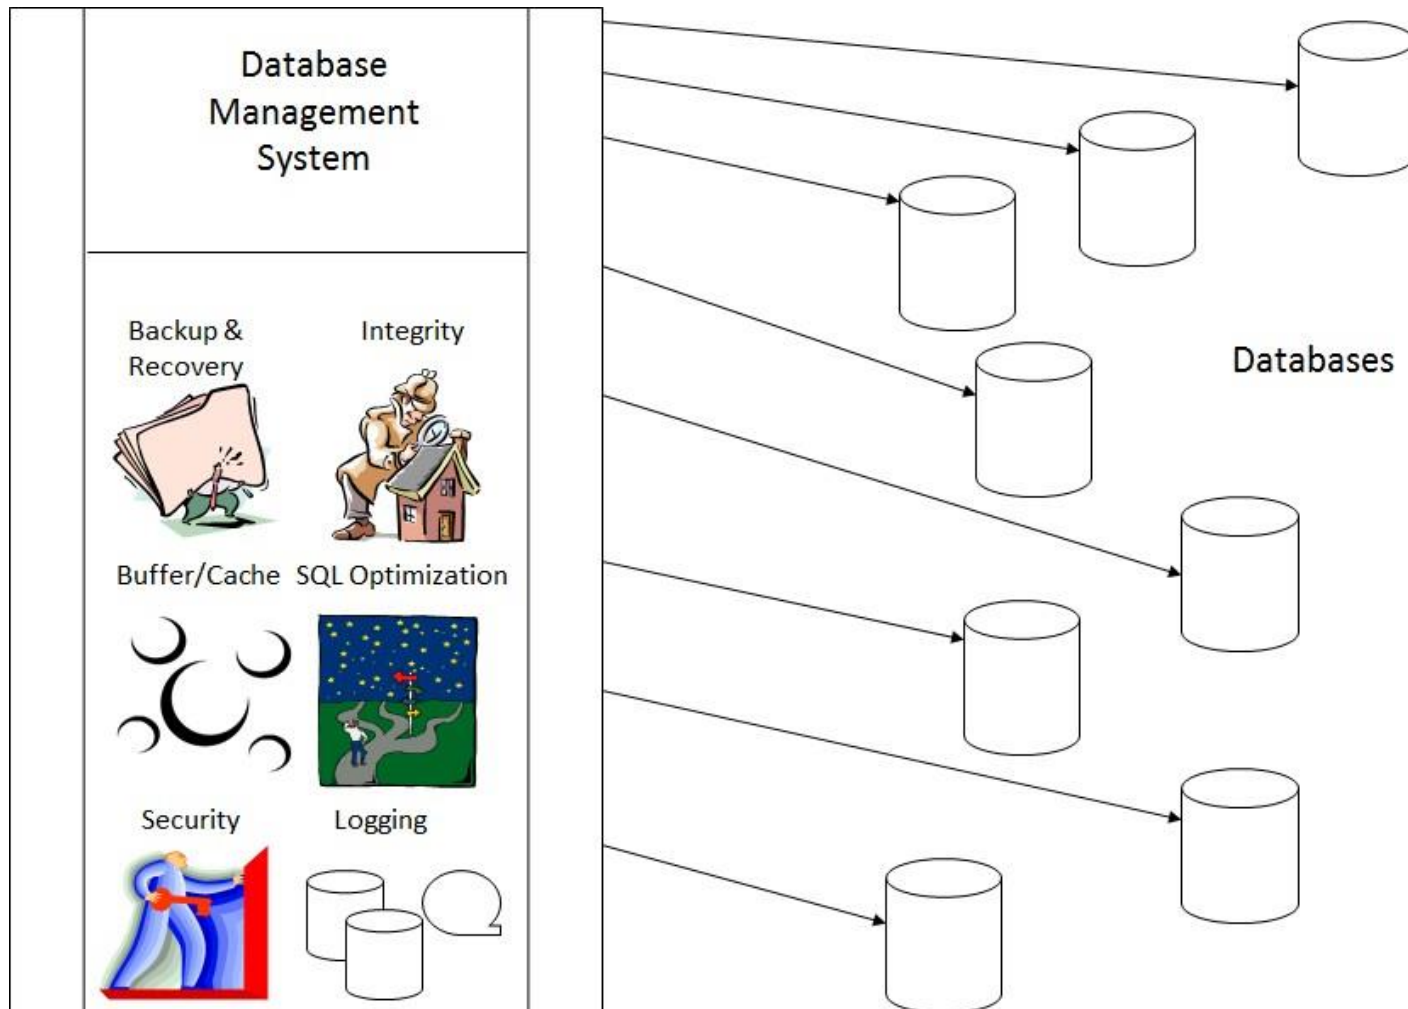 Database
Management
System
Backup &
Recovery
Integrity
Databases
Buffer/Cache
SQL Optimization
Security
Logging